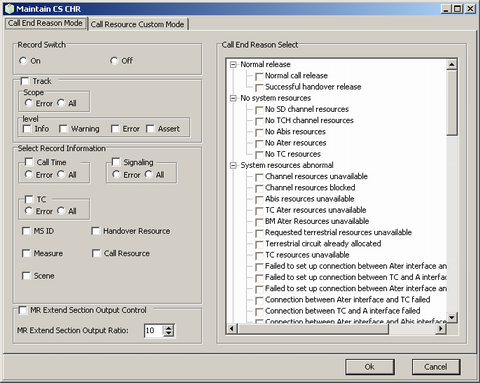 Maintain CS CHR
Call End Reason Mode
Call Resource Custom Mode
Record Switch
On
Off
Track
Scope
Error
All
level
Info
Warning
Error
Assert
Select Record Information
Call Time
Error
All
Signaling
Error
All
TC
Error
All
MS ID
Handover Resource
Measure
Call Resource
Scene
MR Extend Section Output Control
MR Extend Section Output Ratio:
10
Call End Reason Select
Normal release
Normal call release
Successful handover release
No system resources
No SD channel resources
No TCH channel resources
No Abis resources
No Ater resources
No TC resources
System resources abnormal
Channel resources unavailable
Channel resources blocked
Abis resources unavailable
TC Ater resources unavailable
BM Ater Resources unavailable
Requested terrestrial resources unavailable
Terrestrial circuit already allocated
TC resources unavailable
Failed to set up connection between Ater interface an
Failed to set up connection between TC and A interfac
Failed to set up connection between Ater interface an
Connection between Ater interface and TC failed
Connection between TC and A interface failed
Connection between Ater interface and Abis interface
Ok
Cancel